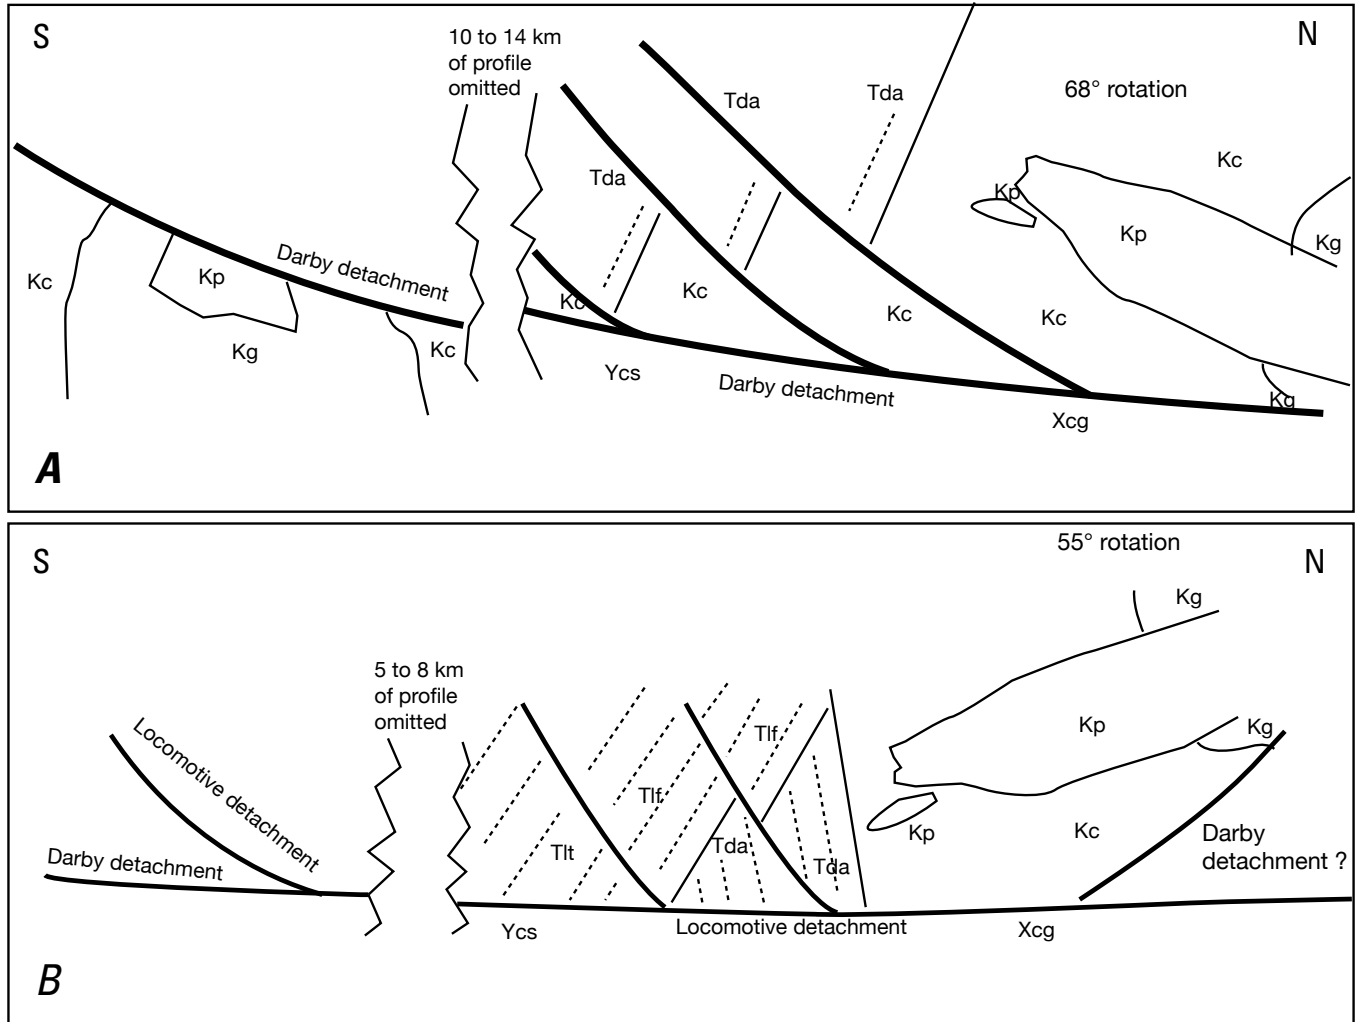 S
10 to 14 km
of profile
omitted
N
Tda
Tda
68° rotation
Kc
Tda
Kp
Kp
Kg
Kc
Kp
Darby detachment
Kc
Kc
Kc
Kc
Kg
Kc
Ycs
Darby detachment
Kg
Xcg
A
S
55° rotation
N
Kg
5 to 8 km
of profile
omitted
Locomotive detachment
Tlf
Kp
Kg
Tlf
Darby detachment
Tlt
Tda
Tda
Kp
Kc
Darby
detachment ?
Ycs
Locomotive detachment
Xcg
B